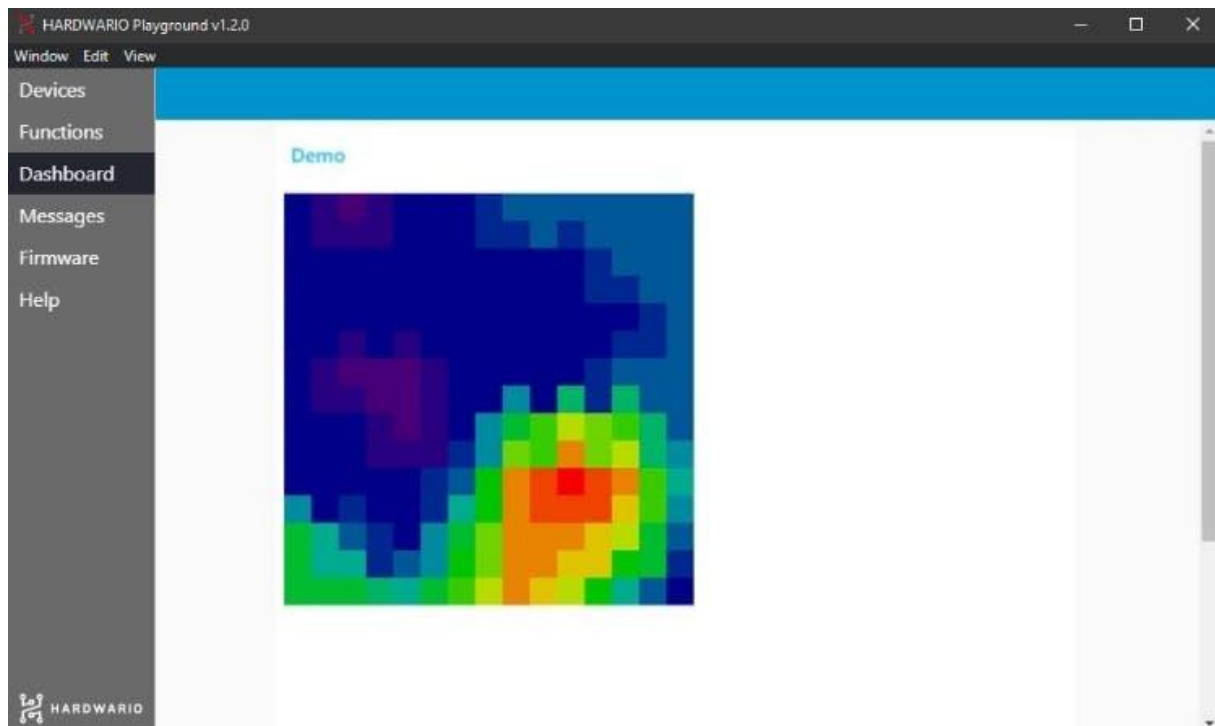 HARDWARIO Playground v1.2.0
Window Edit View
Devices
Functions
Dashboard
Messages
Firmware
Help
Demo
HARDWARIO